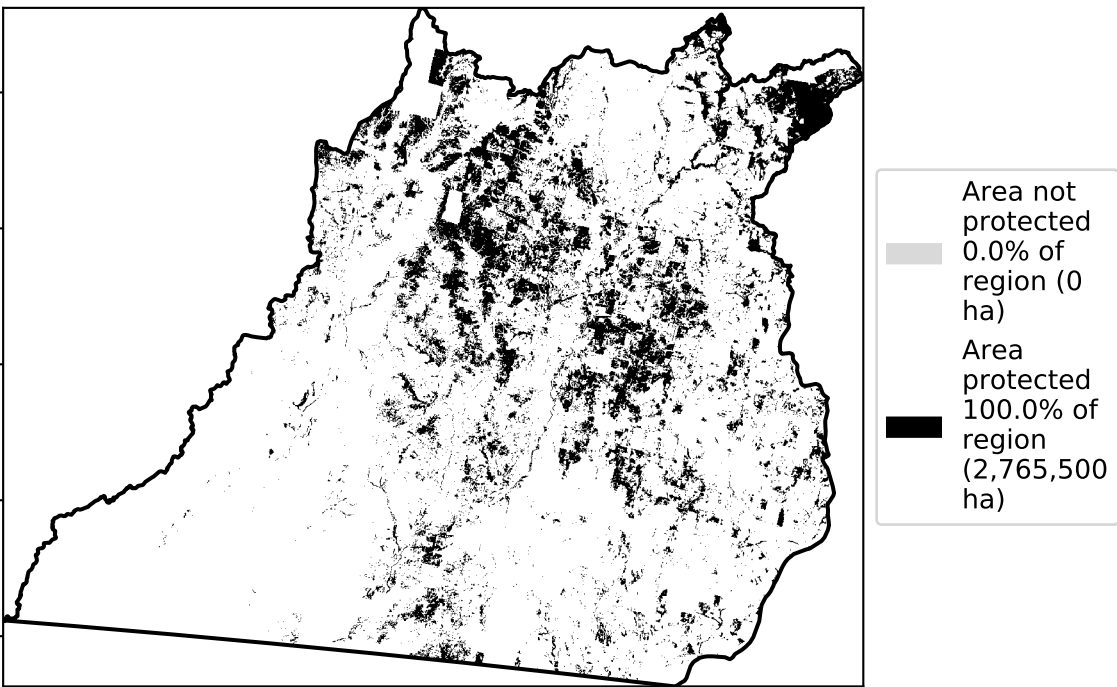 Area not
protected
0.0% of
region (0
ha)
Area
protected
100.0% of
region
(2,765,500
ha)